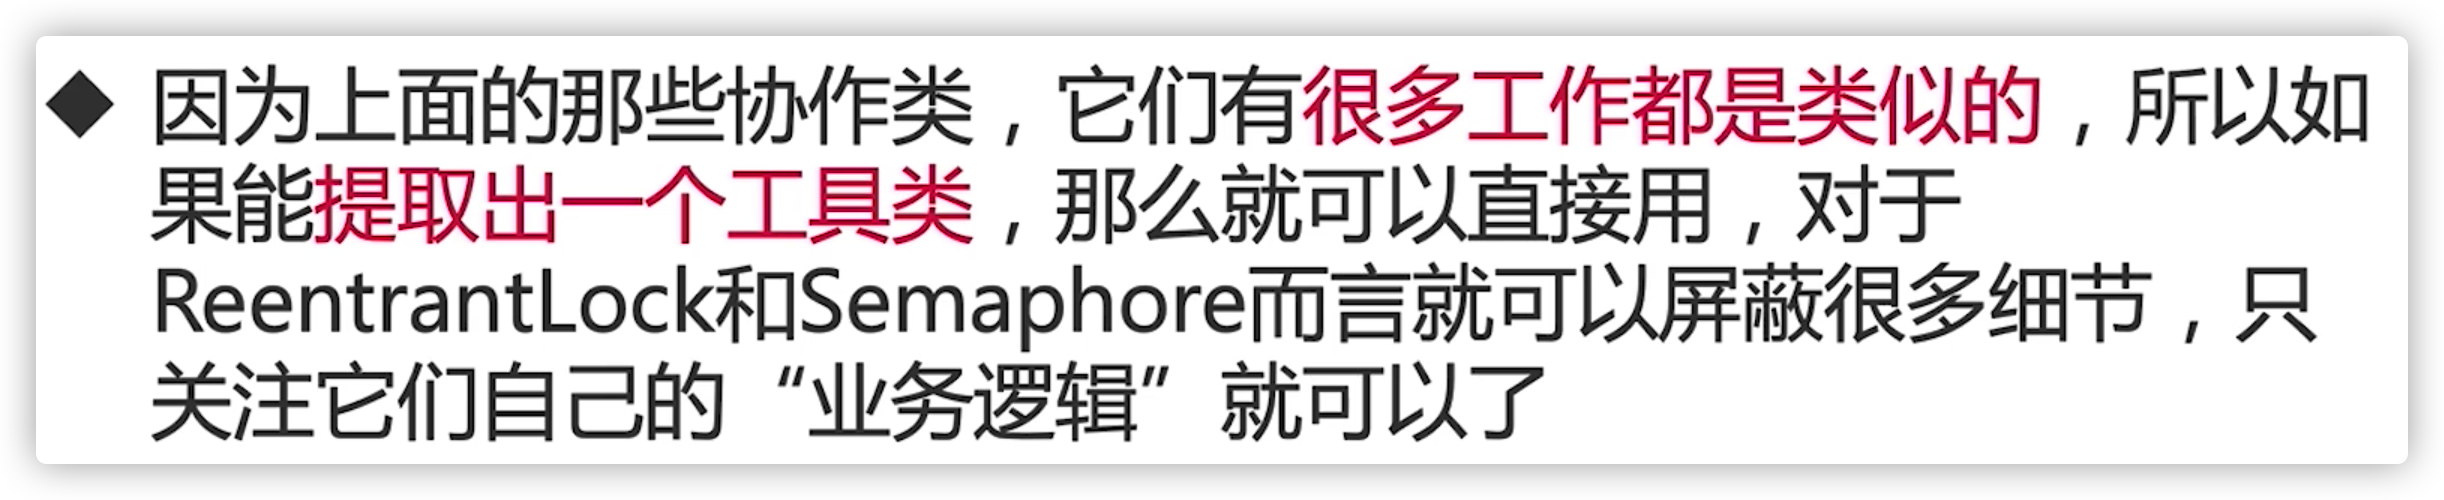 ◆ 因为上面的那些协作类，它们有很多工作都是类似的，所以如
果能提取出一个工具类，那么就可以直接用，对于
ReentrantLock和Semaphore而言就可以屏蔽很多细节，只
关注它们自己的“业务逻辑”就可以了